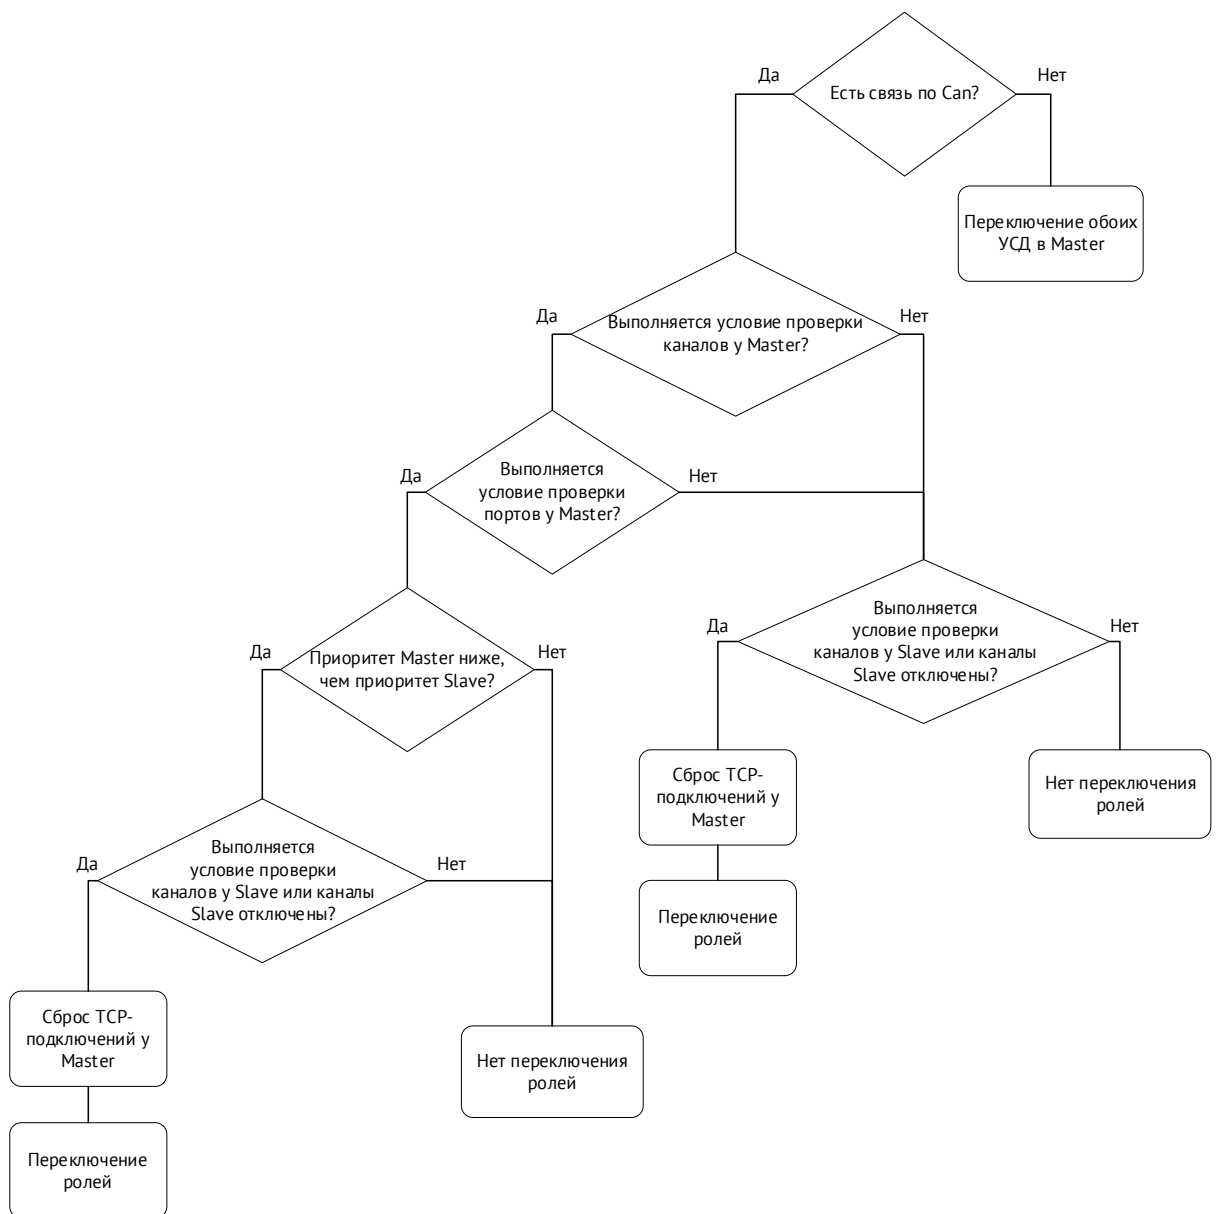 Да
Нет
Есть связь по Can?
Переключение обоих
УСД в Master
Да
Нет
Выполняется условие проверки
каналов у Master?
Да
Нет
Выполняется
условие проверки
портов у Master?
Да
Нет
Выполняется
условие проверки
каналов у Slave или каналы
Slave отключены?
Да
Нет
Приоритет Master ниже,
чем приоритет Slave?
Сброс TCP-
подключений у
Master
Нет переключения
ролей
Да
Нет
Выполняется
условие проверки
каналов у Slave или каналы
Slave отключены?
Переключение
ролей
Сброс TCP-
подключений у
Master
Нет переключения
ролей
Переключение
ролей